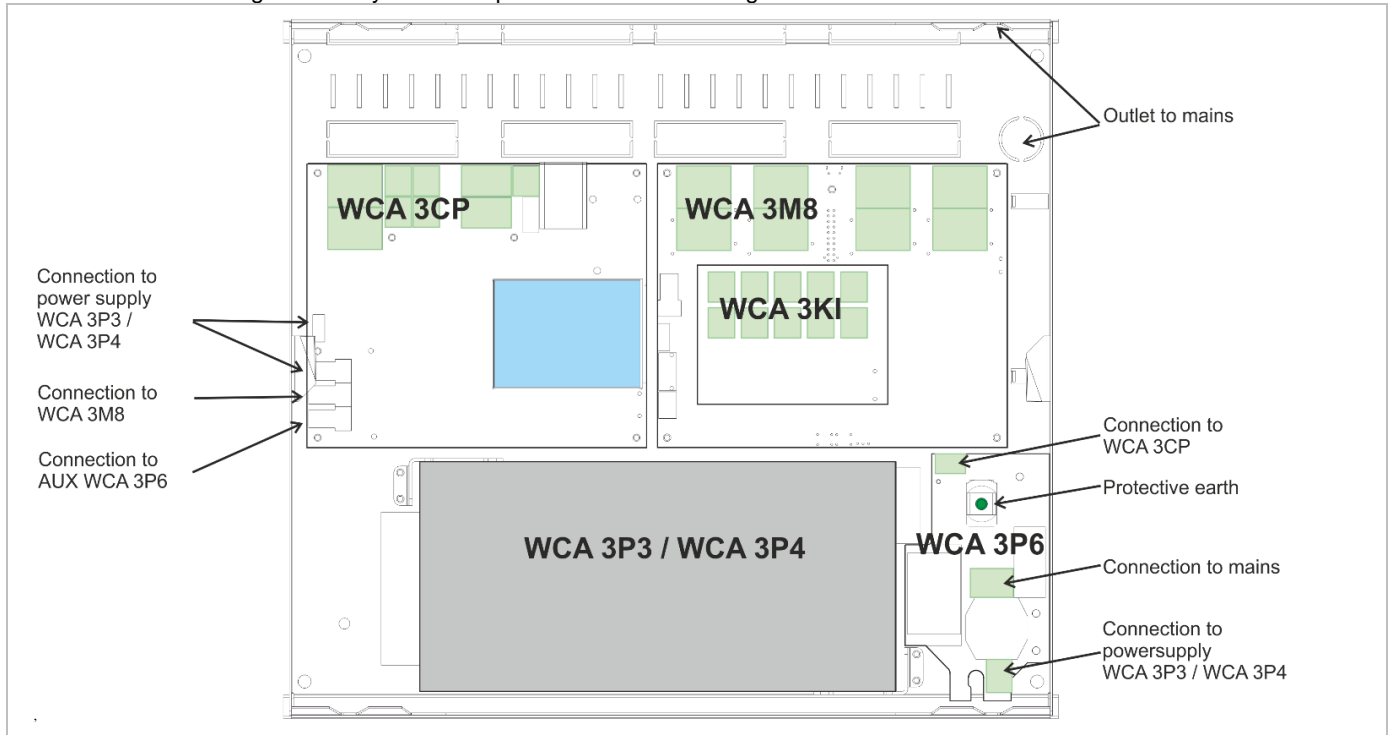 Outlet to mains
WCA 3CP
WCA 3M8
Connection to
power supply
WCA 3P3 /
WCA 3P4
WCA 3KI
Connection to
WCA 3M8
Connection to
AUX WCA 3P6
Connection to
WCA 3CP
Protective earth
WCA 3P3 / WCA 3P4
WCA 3P6
Connection to mains
Connection to
powersupply
WCA 3P3 / WCA 3P4